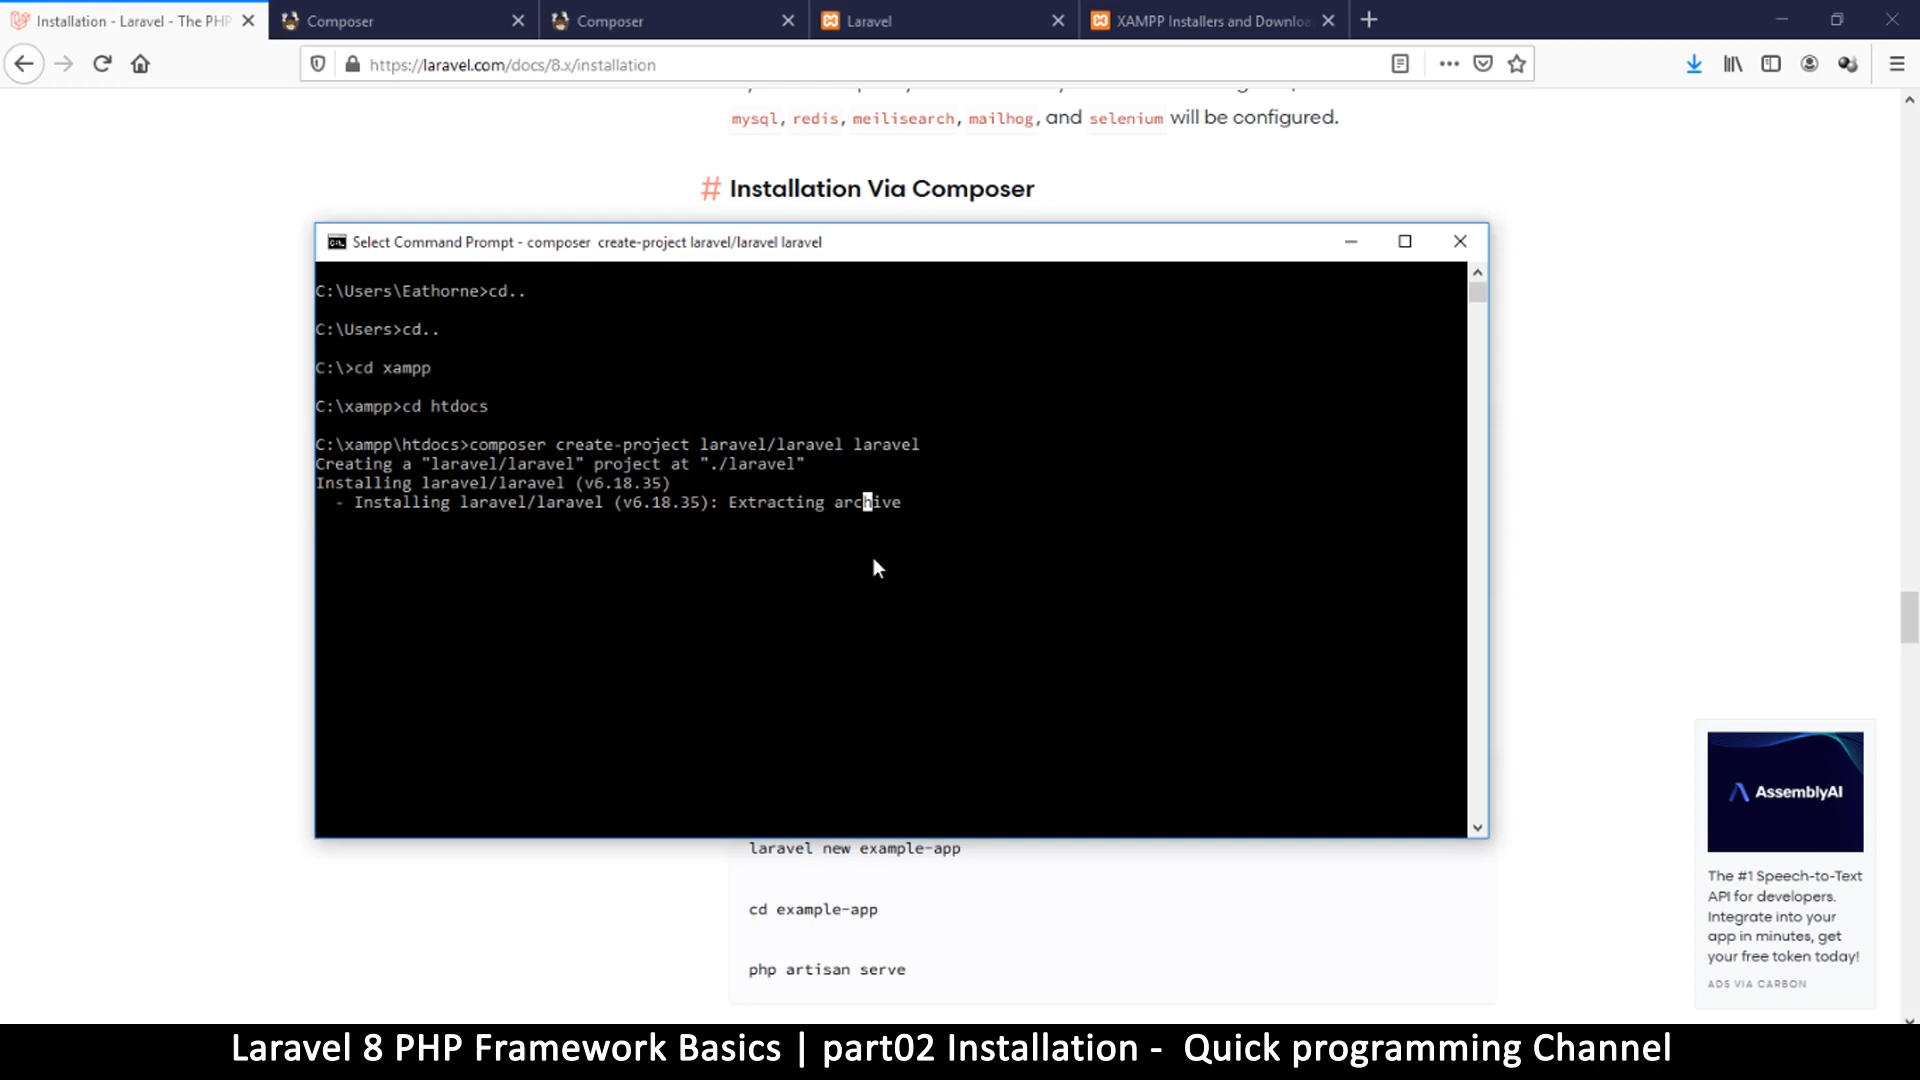 Installation - Laravel - The PHP
Composer
Composer
Laravel
XAMPP Installers and Downlo
https://laravel.com/docs/8.x/installation
mysql, redis, meilisearch, mailhog, and selenium will be configured.
# Installation Via Composer
Select Command Prompt - composer  create-project laravel/laravel laravel
C:\Users\Eathorne>cd..
C:\Users>cd..
C:\>cd xampp
C:\xampp>cd htdocs
C:\xampp\htdocs>composer create-project laravel/laravel laravel
Creating a "laravel/laravel" project at "./laravel"
Installing laravel/laravel (v6.18.35)
- Installing laravel/laravel (v6.18.35): Extracting archive
laravel new example-app
cd example-app
php artisan serve
AssemblyAI
The #1 Speech-to-Text
API for developers.
Integrate into your
app in minutes, get
your free token today!
ADS VIA CARBON
Laravel 8 PHP Framework Basics | part02 Installation -  Quick programming Channel